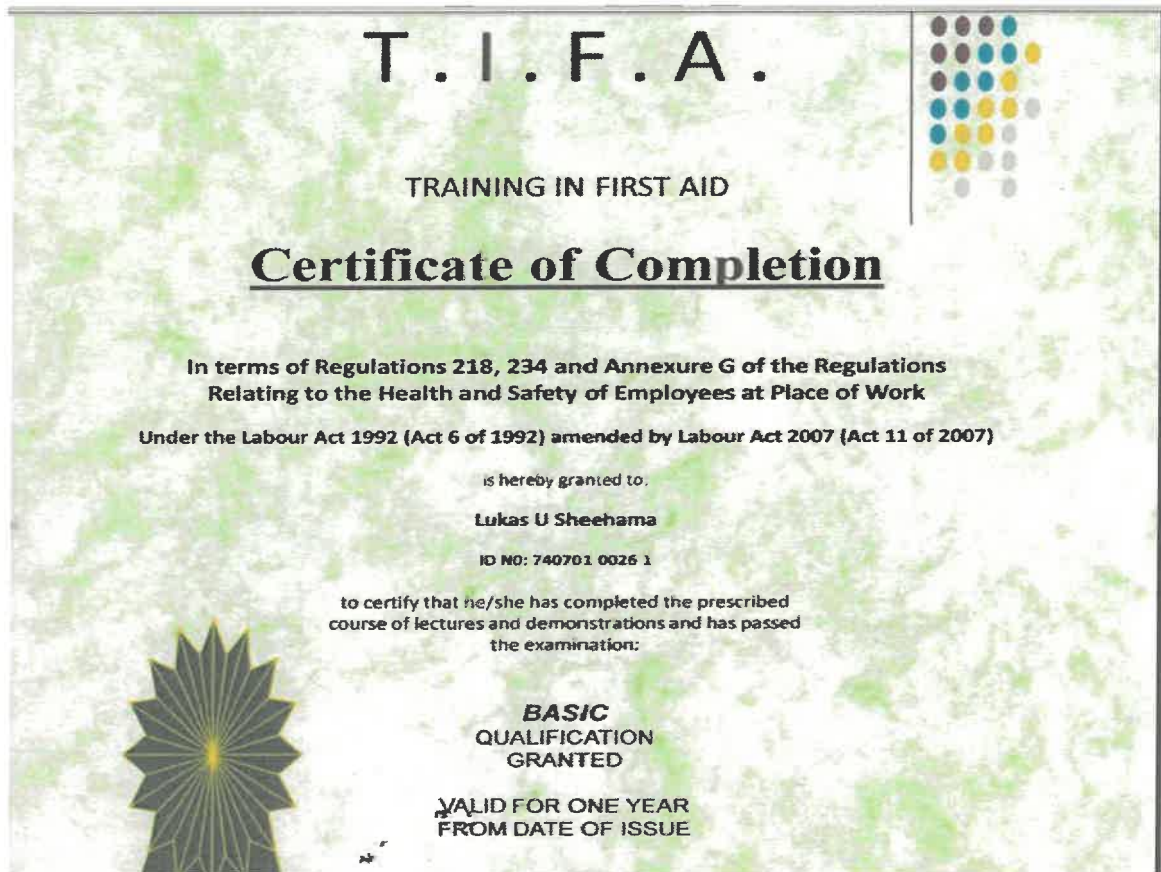 T.I.F.A.
TRAINING IN FIRST AID
Certificate of Completion
In terms of Regulations 218, 234 and Annexure G of the Regulations
Relating to the Health and Safety of Employees at Place of Work
Under the Labour Act 1992 (Act 6 of 1992) amended by Labour Act 2007 (Act 11 of 2007)
is hereby granted to:
Lukas U Sheehama
ID N0: 740701 0026 1
to certify that he/she has completed the prescribed
course of lectures and demonstrations and has passed
the examination:
BASIC
QUALIFICATION
GRANTED
VALID FOR ONE YEAR
FROM DATE OF ISSUE